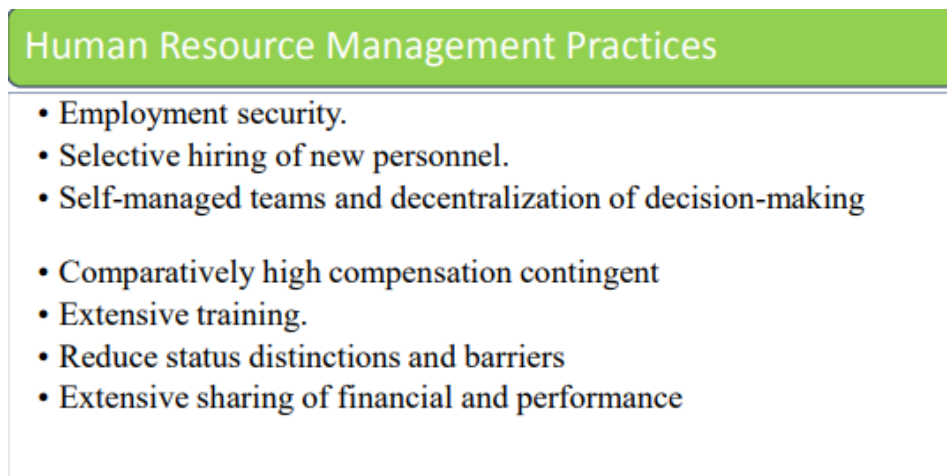 Human Resource Management Practices
• Employment security.
• Selective hiring of new personnel.
• Self-managed teams and decentralization of decision-making
• Comparatively high compensation contingent
• Extensive training.
• Reduce status distinctions and barriers
• Extensive sharing of financial and performance